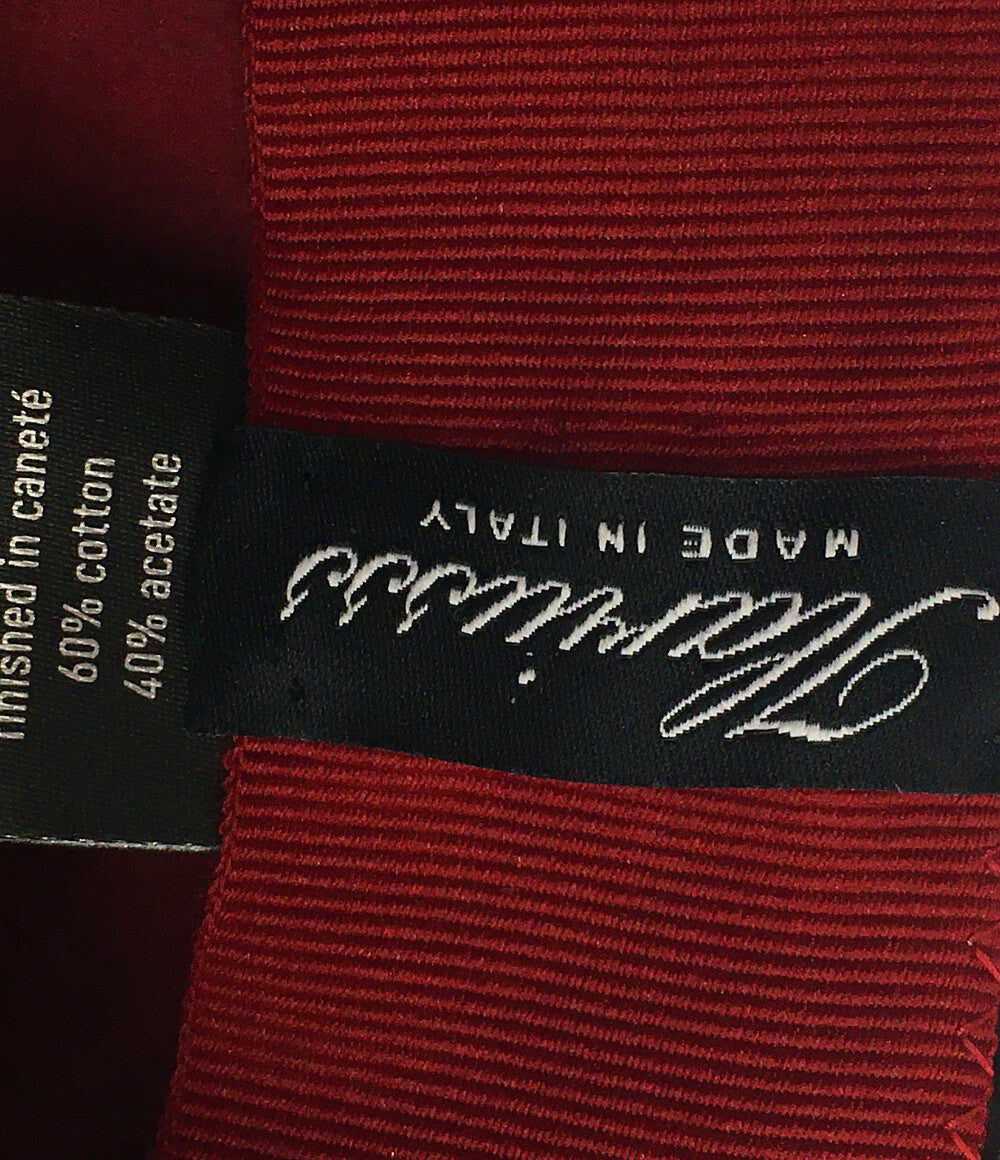 finished in caneté
60% cotton
40% acetate
MADE IN ITALY